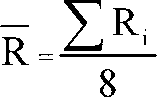 R̄ = ∑ Rᵢ / 8